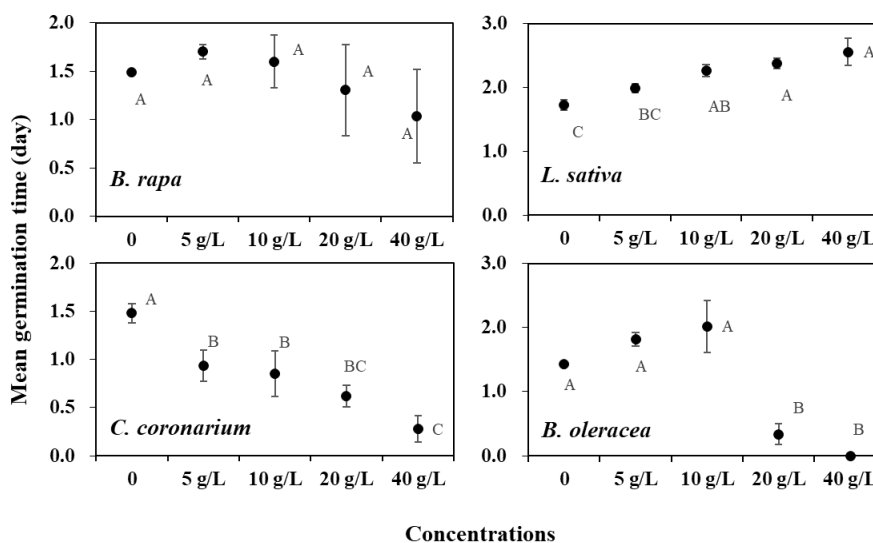 Mean germination time (day)
2.0
1.5
1.0
0.5
0.0
A
A
A
A
A
B. rapa
0 5 g/L 10 g/L 20 g/L 40 g/L
3.0
2.0
1.0
0.0
C
BC
AB
A
A
L. sativa
0 5 g/L 10 g/L 20 g/L 40 g/L
2.0
1.5
1.0
0.5
0.0
A
B
B
BC
C
C. coronarium
0 5 g/L 10 g/L 20 g/L 40 g/L
3.0
2.0
1.0
0.0
A
A
A
B
B
B. oleracea
0 5 g/L 10 g/L 20 g/L 40 g/L
Concentrations